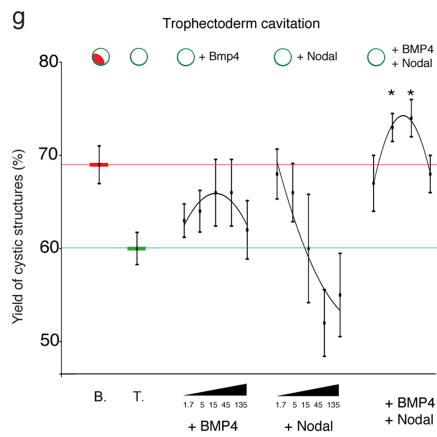 g
Trophectoderm cavitation
+ Bmp4
+ Nodal
+ BMP4
+ Nodal
Yield of cystic structures (%)
80
70
60
50
* *
B.
T.
1.7 5 15 45 135
+ BMP4
1.7 5 15 45 135
+ Nodal
+ BMP4
+ Nodal